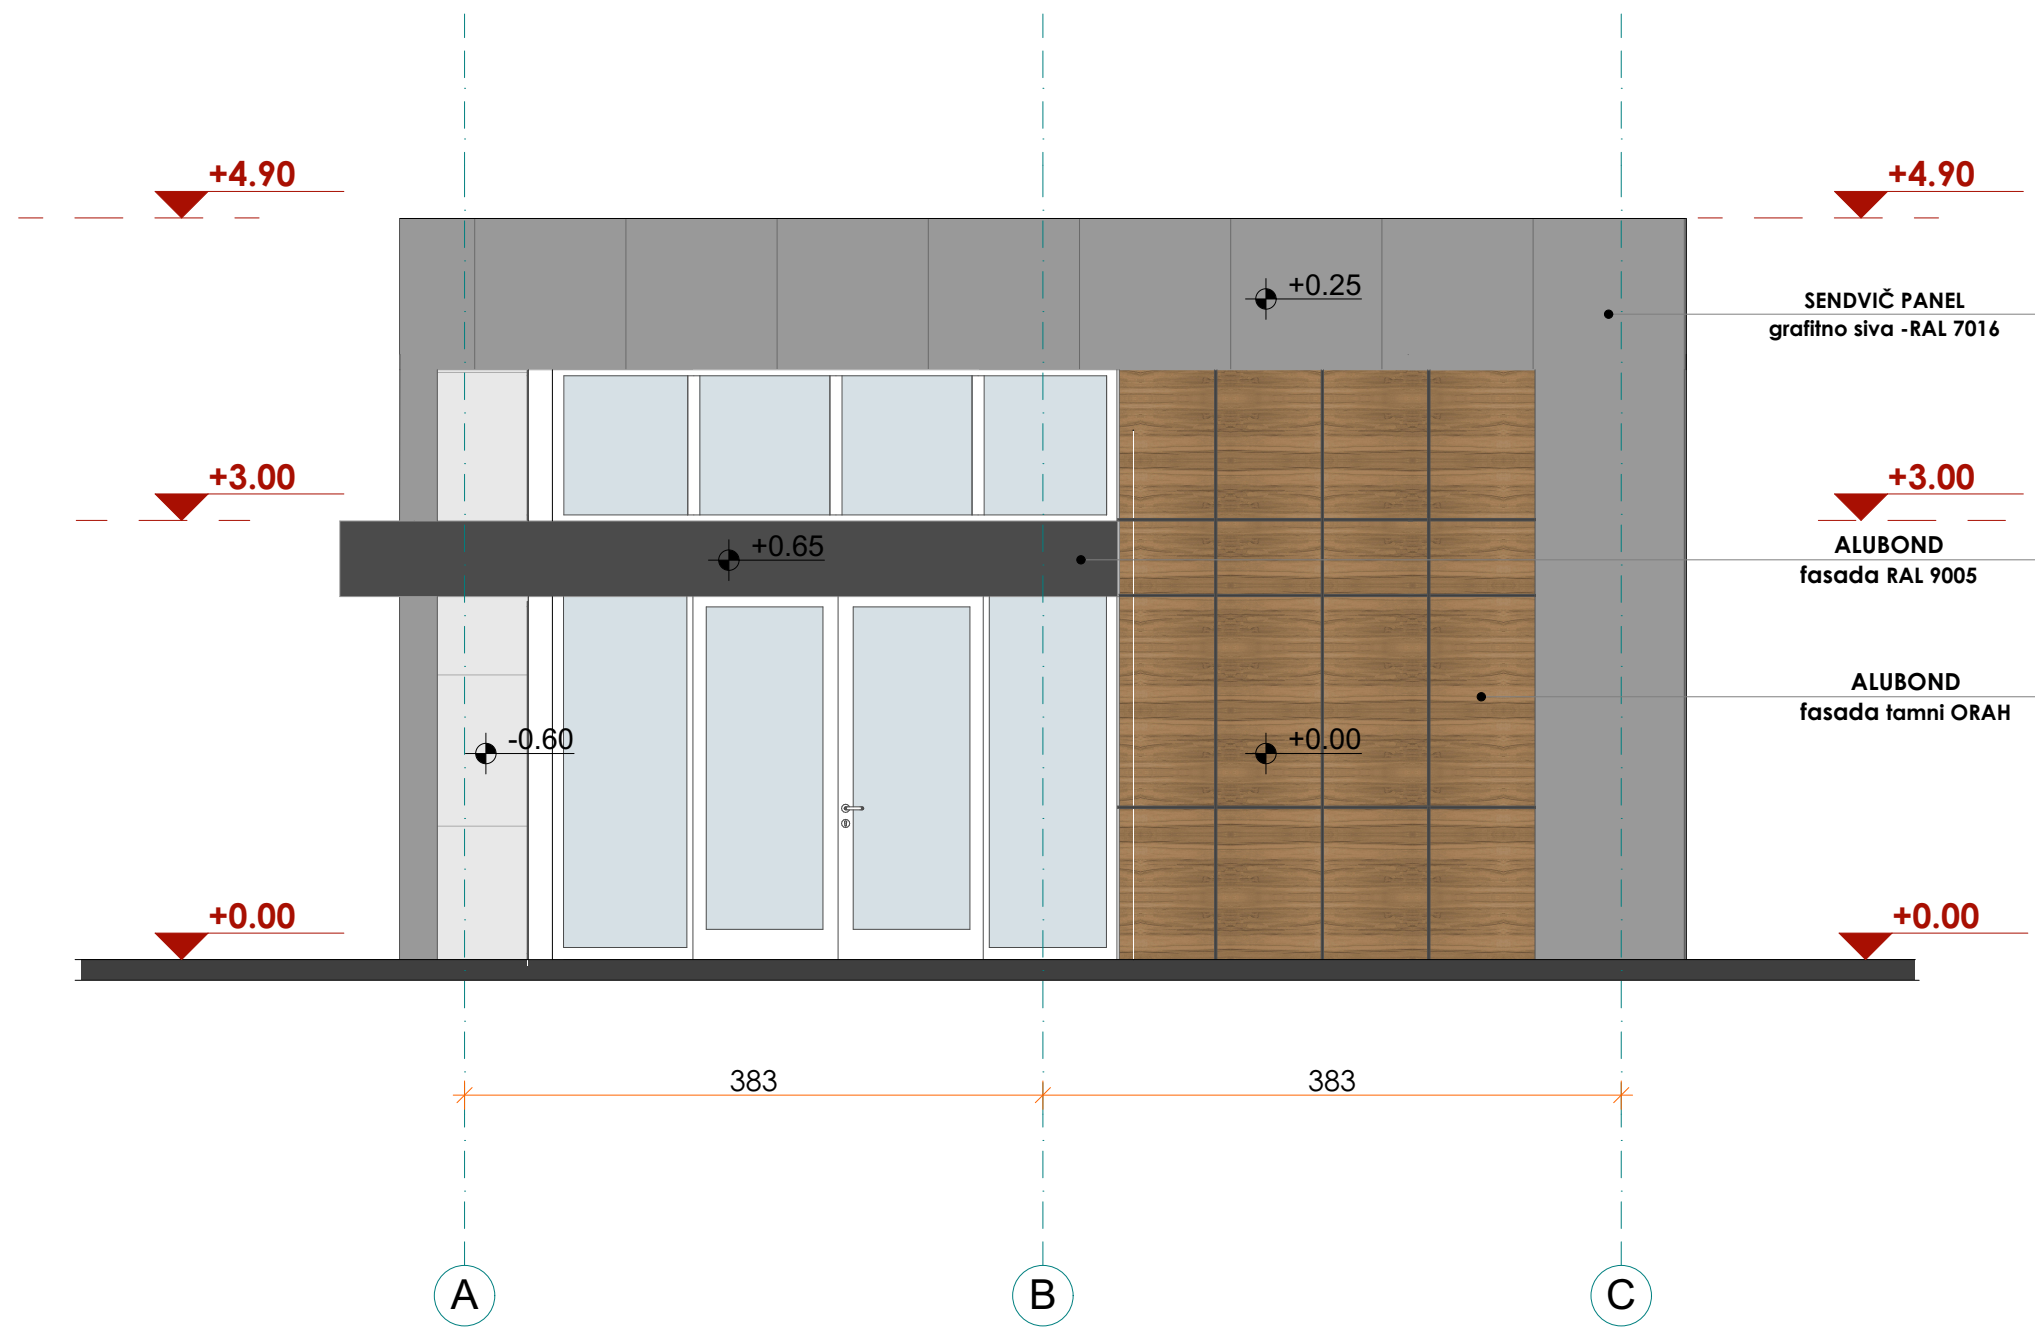 +4.90
+4.90
+0.25
SENDVIČ PANEL
grafitno siva -RAL 7016
+3.00
+3.00
+0.65
ALUBOND
fasada RAL 9005
ALUBOND
fasada tamni ORAH
-0.60
+0.00
+0.00
+0.00
383
383
A
B
C